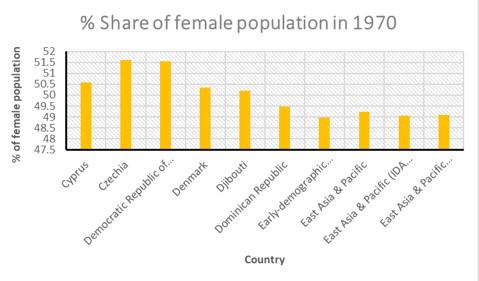 % Share of female population in 1970
% of female population
52
51.5
51
50.5
50
49.5
49
48.5
48
47.5
Cyprus
Czechia
Democratic Republic of…
Denmark
Djibouti
Dominican Republic
Early-demographic…
East Asia & Pacific
East Asia & Pacific (IDA…
East Asia & Pacific…
Country